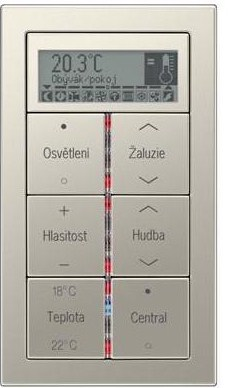 20.3°C
Obývák/pokoj
Osvětlení
Žaluzie
+
Hlasitost
Hudba
−
18°C
Teplota
Central
22°C